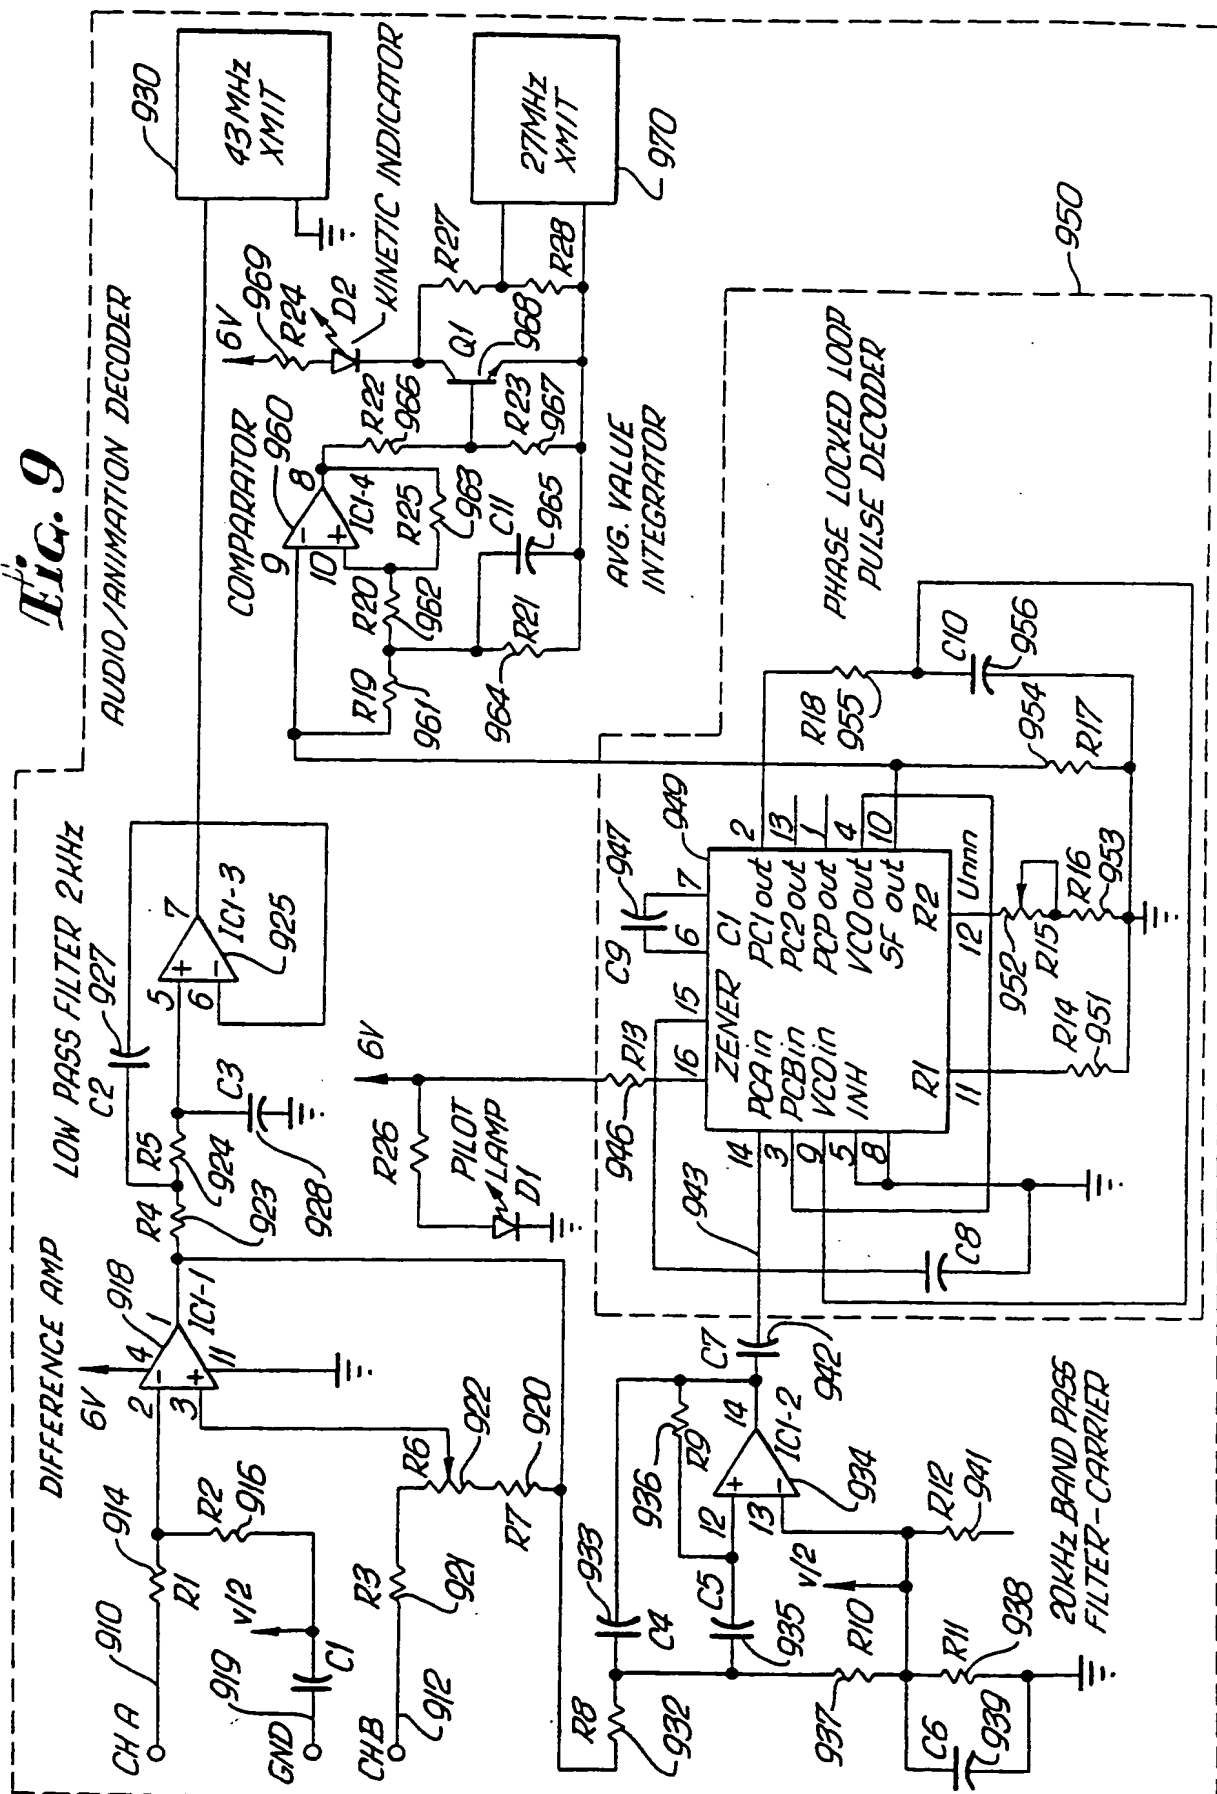 Fig. 9
AUDIO/ANIMATION DECODER
DIFFERENCE AMP
LOW PASS FILTER 2KHz
CH A
910
914
R1
R2
916
6V
2
3
4
-
+
11
1
918
IC1-1
v/2
919
GND
C1
CHB
912
R3
921
R6
922
R7
920
R4
923
R5
924
C2
927
C3
928
5
6
+
-
7
IC1-3
925
930
43MHz
XMIT
6V
R26
PILOT
LAMP
D1
R13
946
COMPARATOR
960
9
10
-
+
8
IC1-4
R19
961
R20
962
R25
963
R21
964
C11
965
R22
966
R23
967
6V
969
R24
D2
KINETIC INDICATOR
Q1
968
R27
R28
27MHz
XMIT
970
AVG. VALUE
INTEGRATOR
R8
932
933
C4
C5
935
936
R9
12
13
+
-
14
IC1-2
934
C7
942
v/2
R10
937
R11
938
C6
939
R12
941
20KHz BAND PASS
FILTER-CARRIER
943
C8
14
3
9
5
8
16
15
6
7
C9
947
949
ZENER
C1
PCA in
PCBin
VCOin
INH
R1
R2
PC1 out
PC2 out
PCP out
VCO out
SF out
2
13
1
4
10
11
12
Unnn
R14
951
952
R15
R16
953
R17
954
R18
955
C10
956
PHASE LOCKED LOOP
PULSE DECODER
950